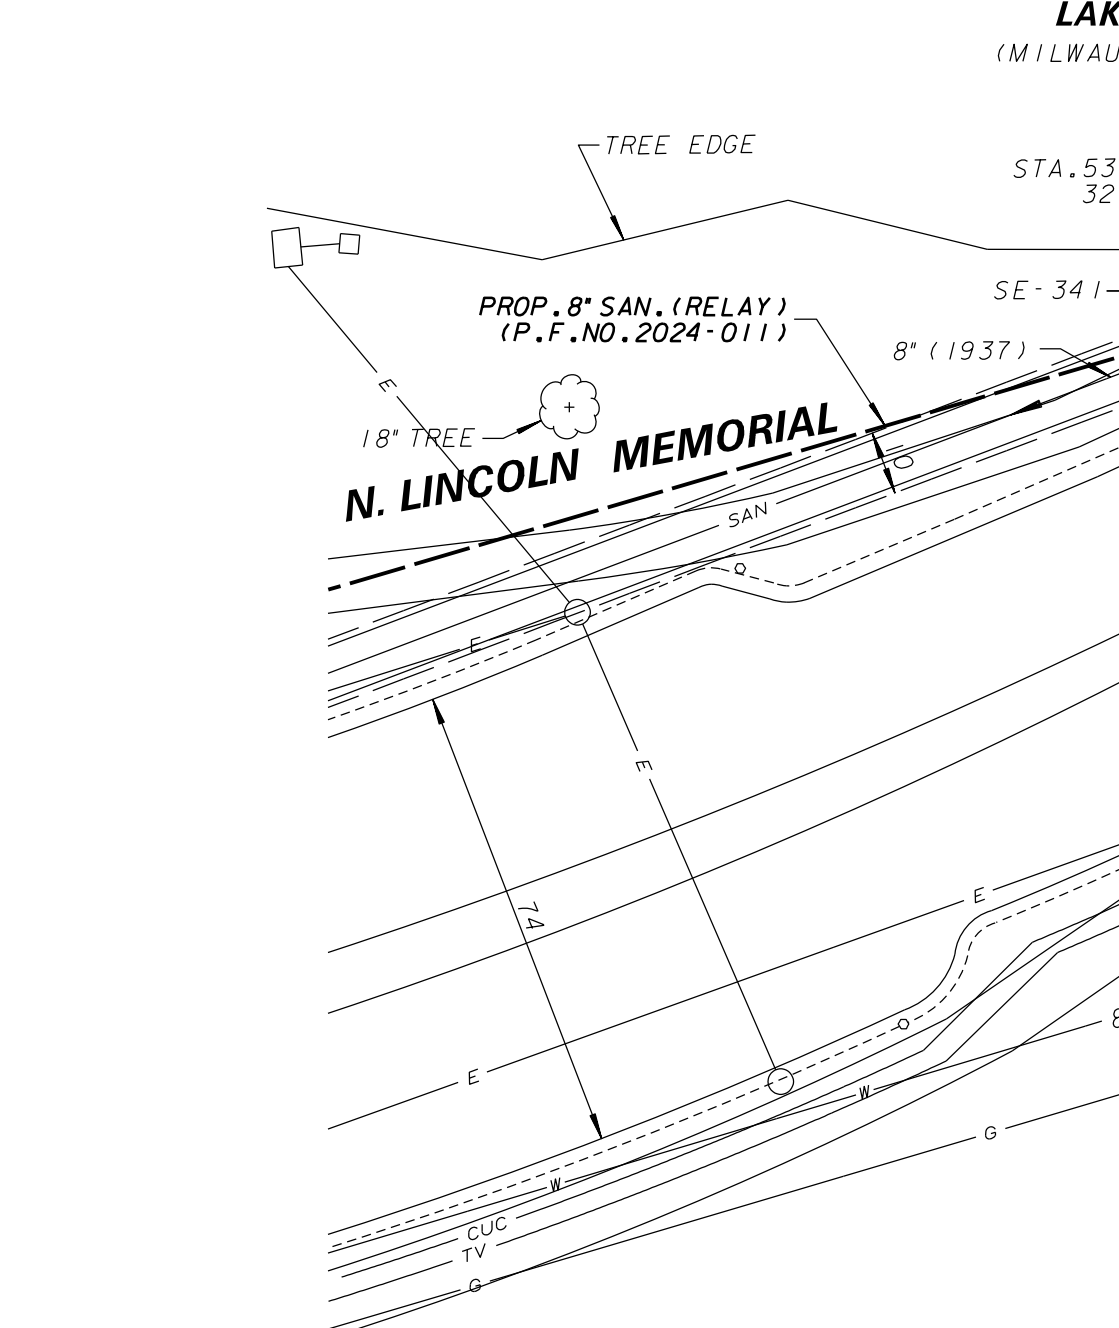 LAK
(MILWAU
TREE EDGE
STA.53
32
SE-341
PROP.8" SAN.(RELAY)
(P.F.NO.2024-011)
8" (1937)
E
18" TREE
N. LINCOLN MEMORIAL
SAN
E
E
74
E
8
E
W
G
W
CUC
TV
G